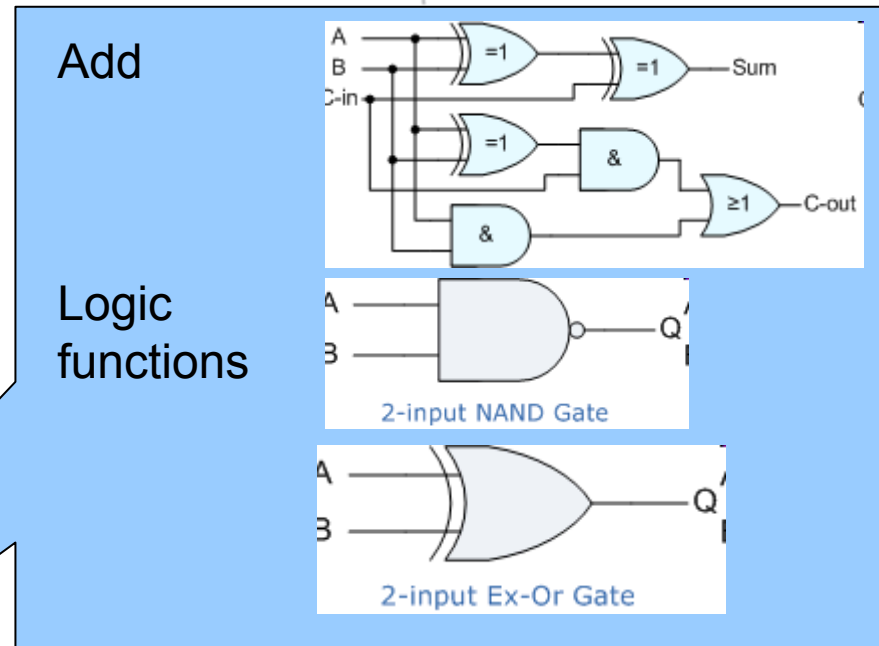 Add
A
B
C-in
=1
=1
Sum
=1
&
≥1
C-out
&
Logic
functions
A
B
Q
2-input NAND Gate
A
B
Q
2-input Ex-Or Gate